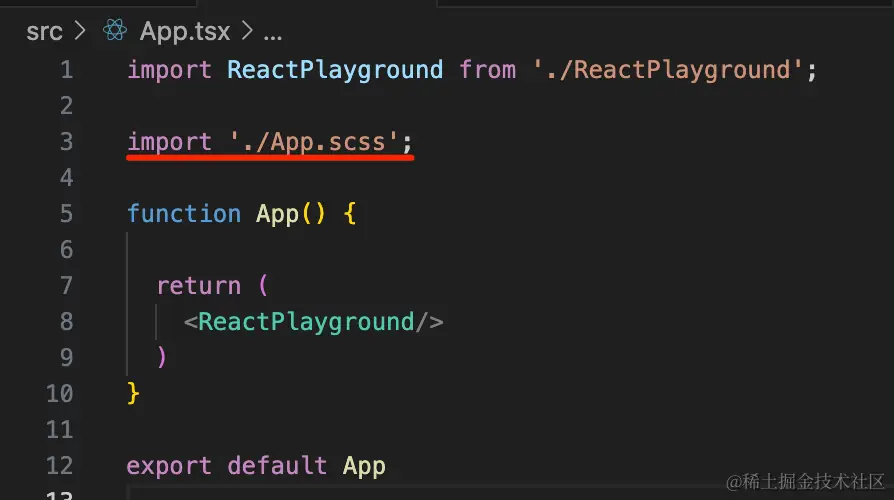 src > App.tsx > ...
1 import ReactPlayground from './ReactPlayground';
2
3 import './App.scss';
4
5 function App() {
6
7 return (
8 <ReactPlayground/>
9 )
10 }
11
12 export default App
13
@稀土掘金技术社区